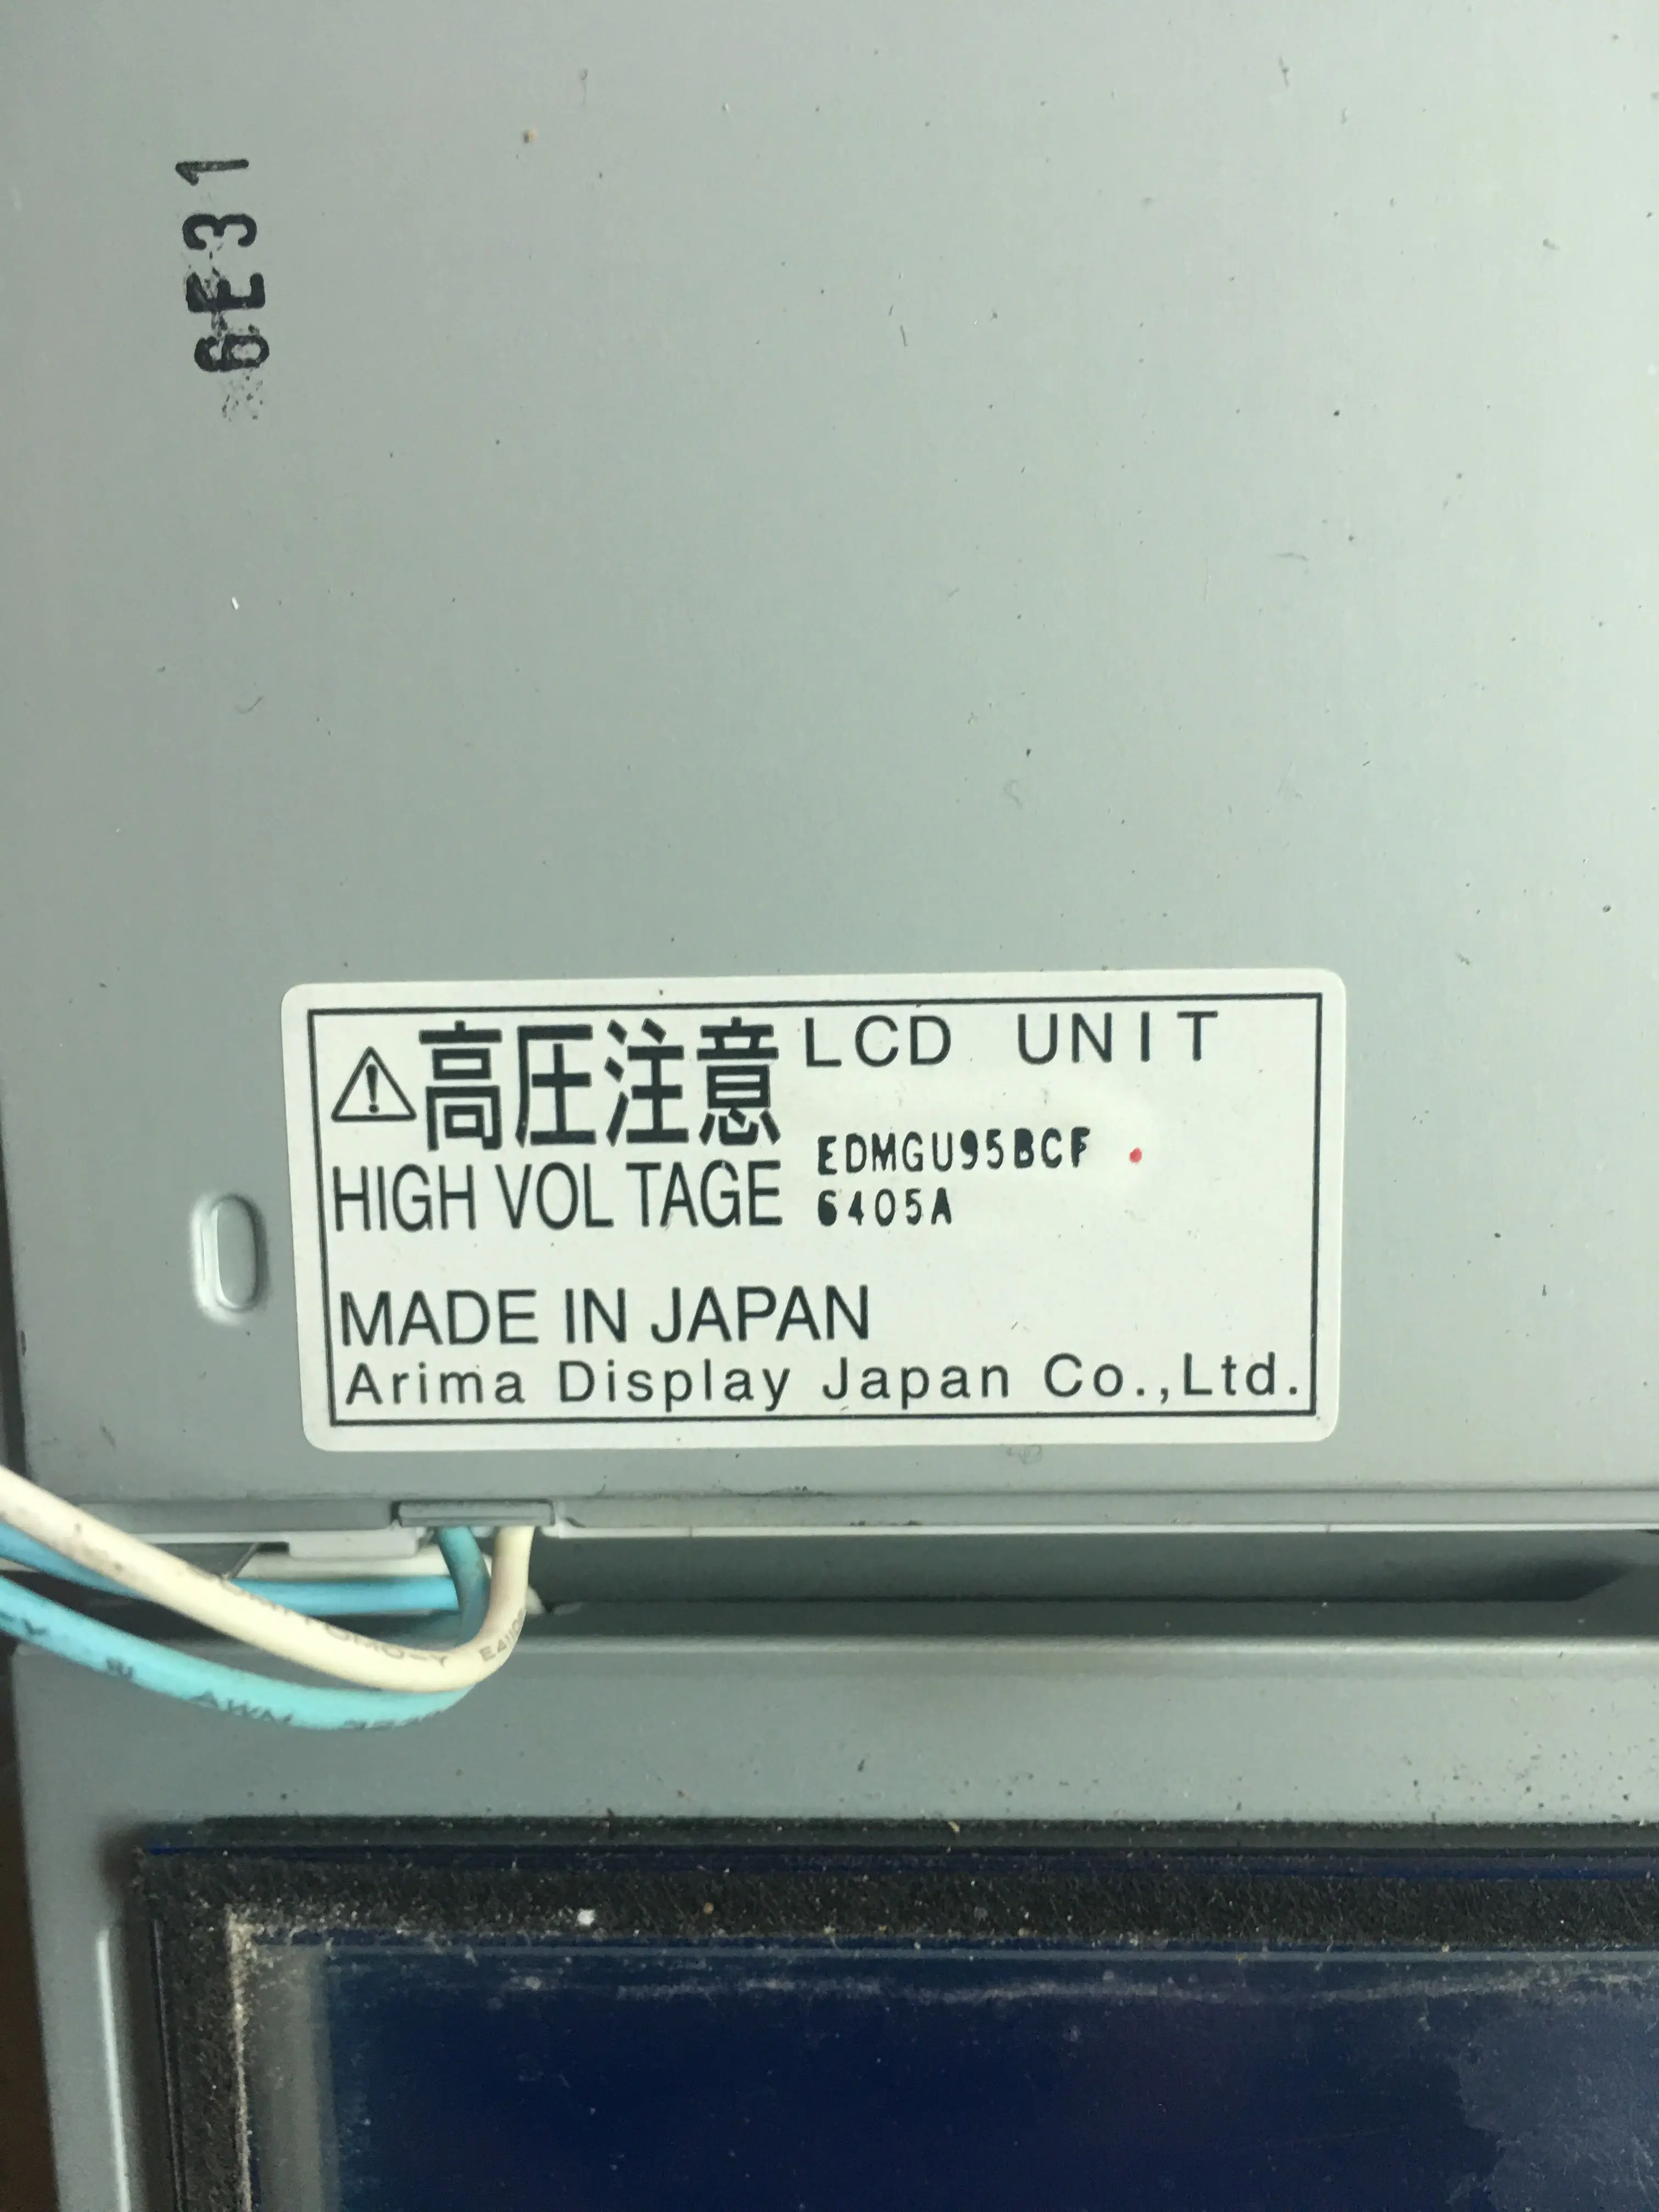 6E31
高圧注意 LCD UNIT
HIGH VOLTAGE EDMGU95BCF
6405A
MADE IN JAPAN
Arima Display Japan Co.,Ltd.
AWM